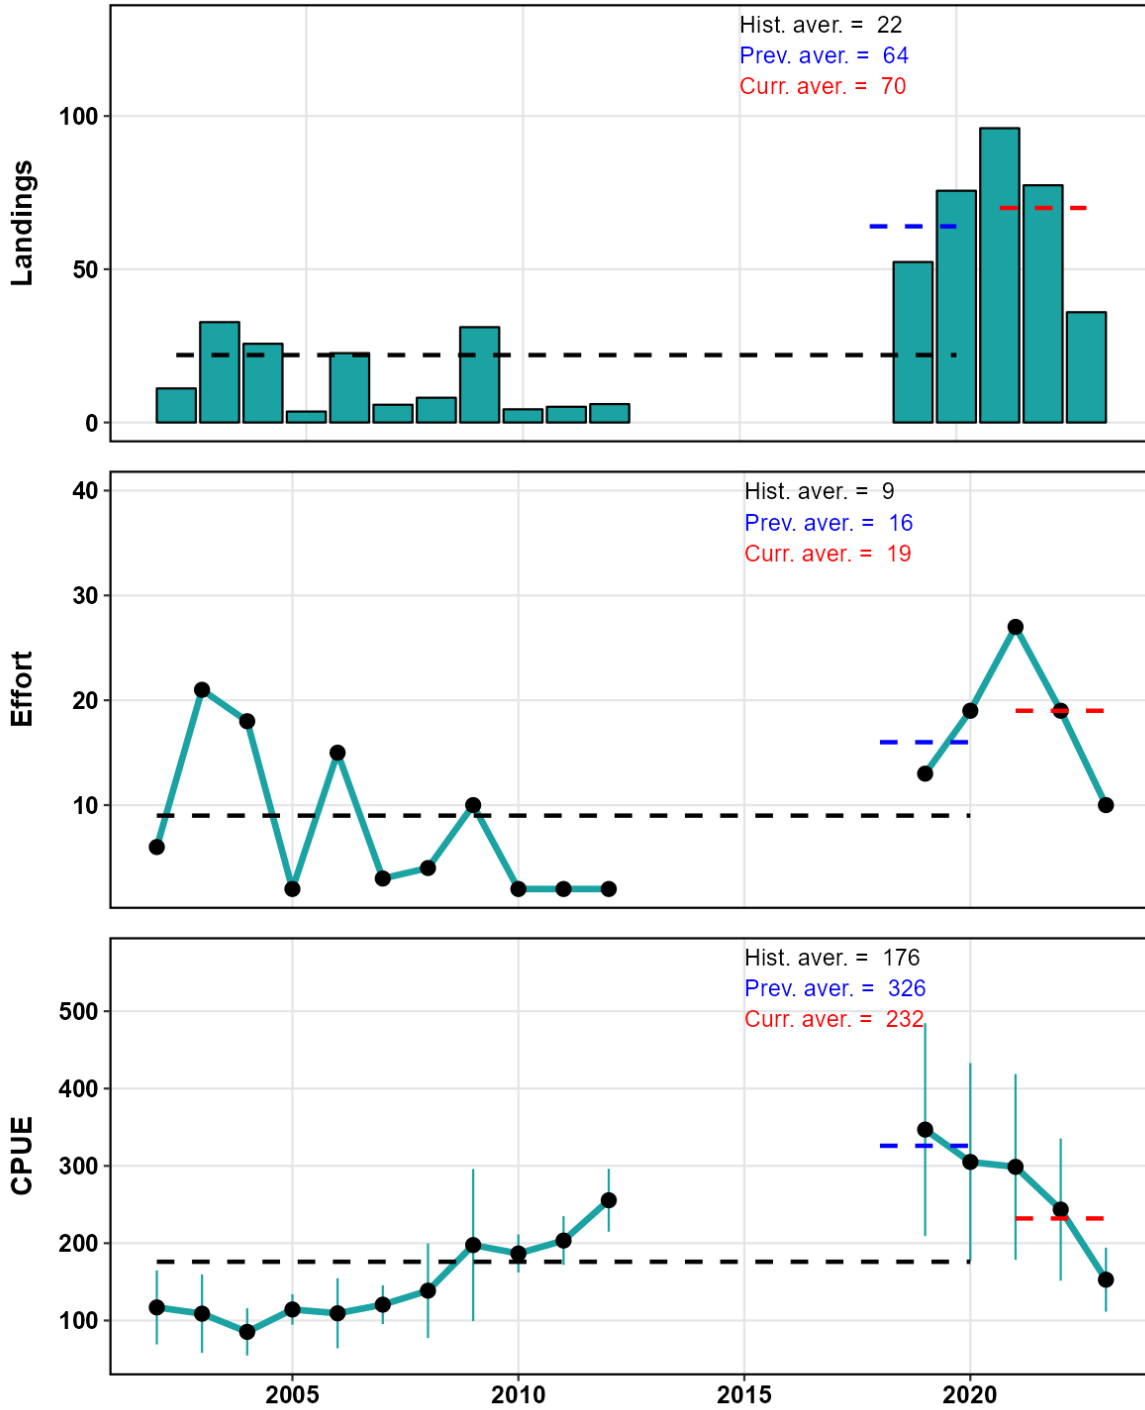 Hist. aver. = 22
Prev. aver. = 64
Curr. aver. = 70
Landings
100
50
0
Hist. aver. = 9
Prev. aver. = 16
Curr. aver. = 19
Effort
40
30
20
10
Hist. aver. = 176
Prev. aver. = 326
Curr. aver. = 232
CPUE
500
400
300
200
100
2005 2010 2015 2020